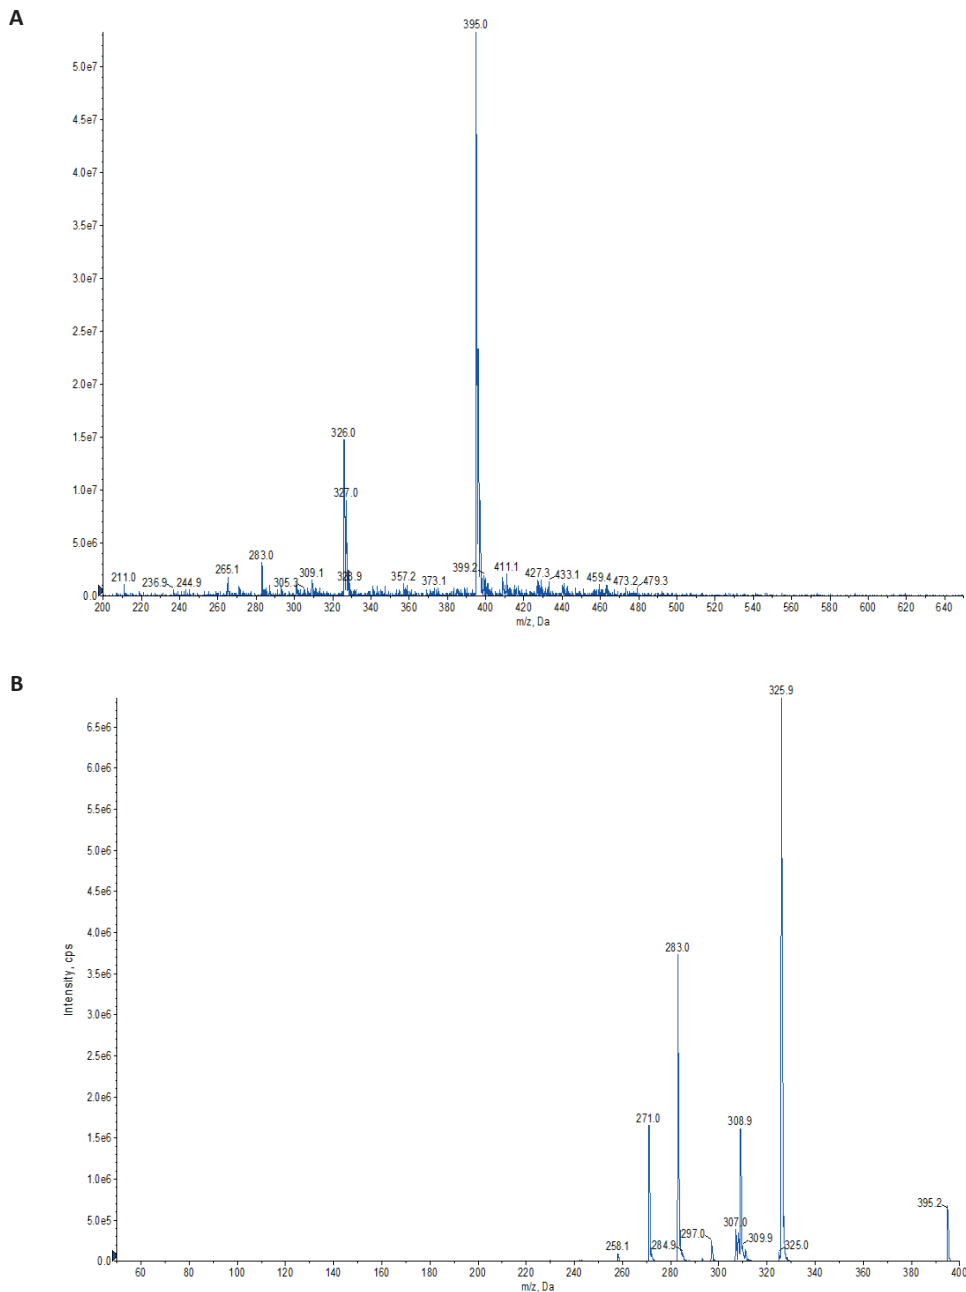 A
395.0
5.0e7
4.5e7
4.0e7
3.5e7
3.0e7
2.5e7
2.0e7
1.5e7
326.0
1.0e7
327.0
5.0e6
283.0
265.1
309.1
399.2
411.1
211.0
236.9
244.9
305.3
328.9
357.2
373.1
427.3
433.1
459.4
473.2
479.3
0.0
200 220 240 260 280 300 320 340 360 380 400 420 440 460 480 500 520 540 560 580 600 620 640
m/z, Da
B
325.9
6.5e6
6.0e6
5.5e6
5.0e6
4.5e6
4.0e6
283.0
3.5e6
3.0e6
2.5e6
2.0e6
271.0
308.9
1.5e6
1.0e6
395.2
5.0e5
307.0
297.0
258.1
284.9
309.9
325.0
0.0
Intensity, cps
60 80 100 120 140 160 180 200 220 240 260 280 300 320 340 360 380 400
m/z, Da